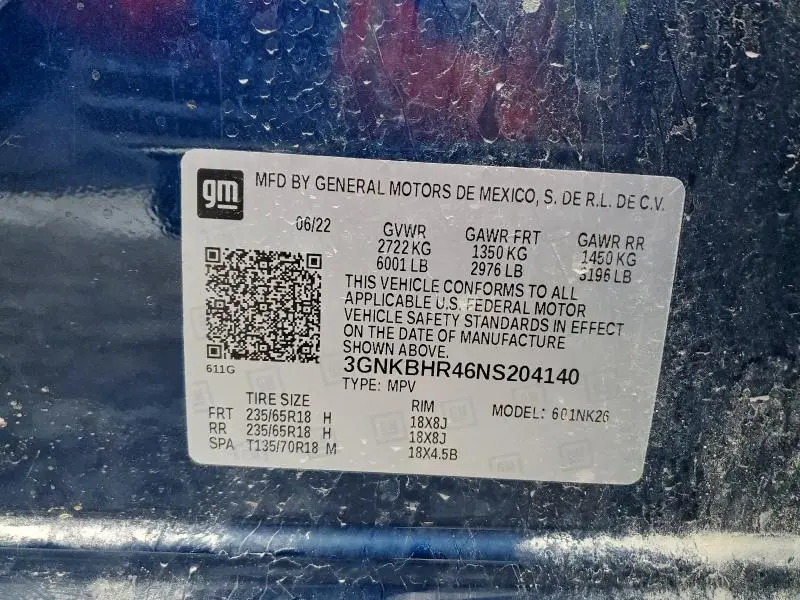 gm MFD BY GENERAL MOTORS DE MEXICO, S. DE R.L. DE C.V.
06/22 GVWR GAWR FRT GAWR RR
2722 KG 1350 KG 1450 KG
6001 LB 2976 LB 3196 LB
THIS VEHICLE CONFORMS TO ALL
APPLICABLE U.S. FEDERAL MOTOR
VEHICLE SAFETY STANDARDS IN EFFECT
ON THE DATE OF MANUFACTURE
SHOWN ABOVE.
611G
3GNKBHR46NS204140
TYPE: MPV
TIRE SIZE RIM MODEL: 601NK26
FRT 235/65R18 H 18X8J
RR 235/65R18 H 18X8J
SPA T135/70R18 M 18X4.5B